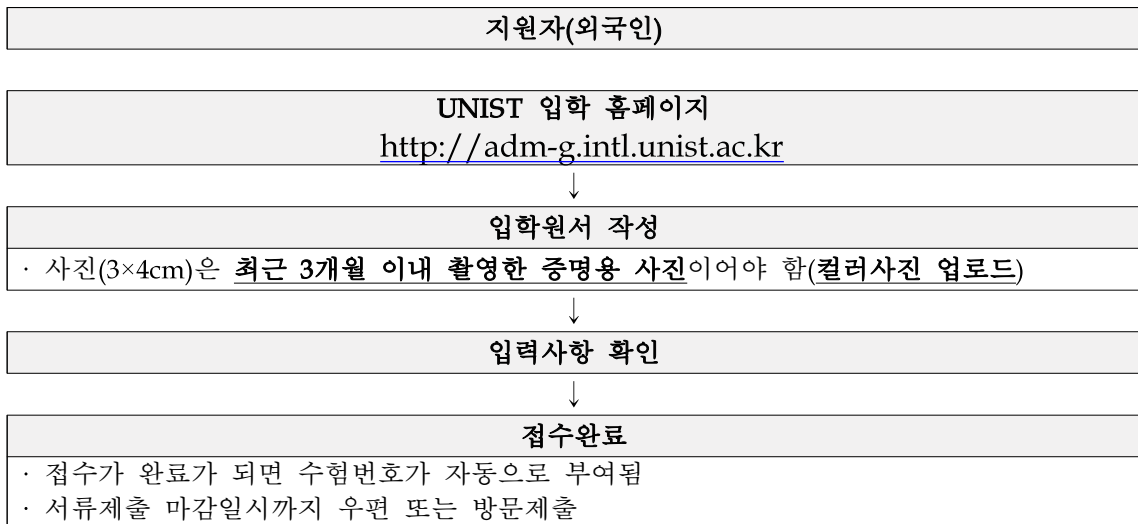 지원자(외국인)
UNIST 입학 홈페이지
http://adm-g.intl.unist.ac.kr
↓
입학원서 작성
· 사진(3×4cm)은 최근 3개월 이내 촬영한 증명용 사진이어야 함(컬러사진 업로드)
↓
입력사항 확인
↓
접수완료
· 접수가 완료가 되면 수험번호가 자동으로 부여됨
· 서류제출 마감일시까지 우편 또는 방문제출